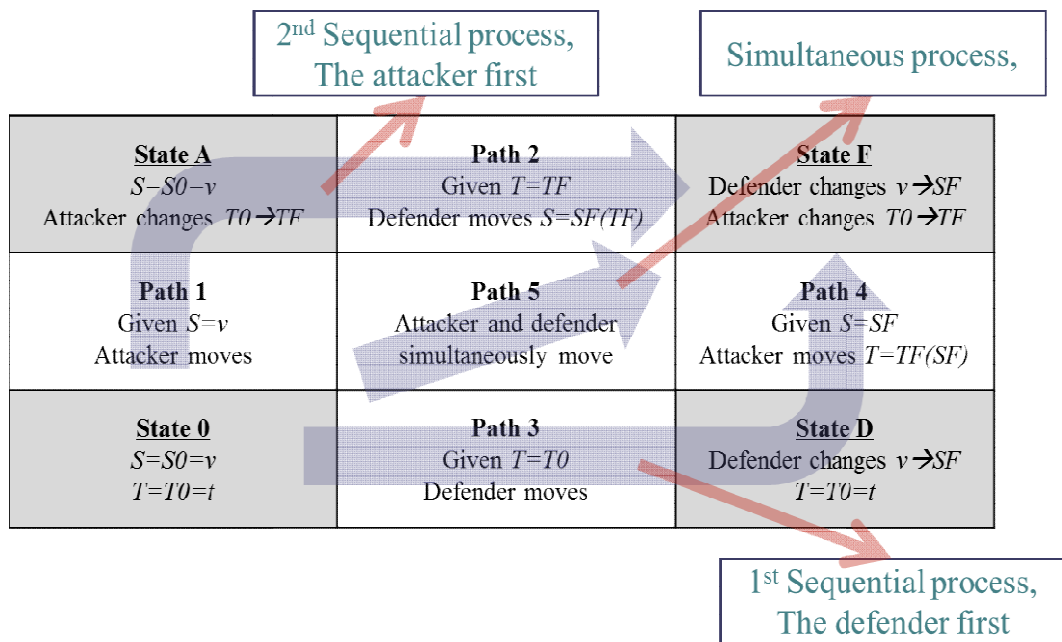 2nd Sequential process,
The attacker first
Simultaneous process,
State A
S=S0=v
Attacker changes T0→TF
Path 2
Given T=TF
Defender moves S=SF(TF)
State F
Defender changes v→SF
Attacker changes T0→TF
Path 1
Given S=v
Attacker moves
Path 5
Attacker and defender
simultaneously move
Path 4
Given S=SF
Attacker moves T=TF(SF)
State 0
S=S0=v
T=T0=t
Path 3
Given T=T0
Defender moves
State D
Defender changes v→SF
T=T0=t
1st Sequential process,
The defender first